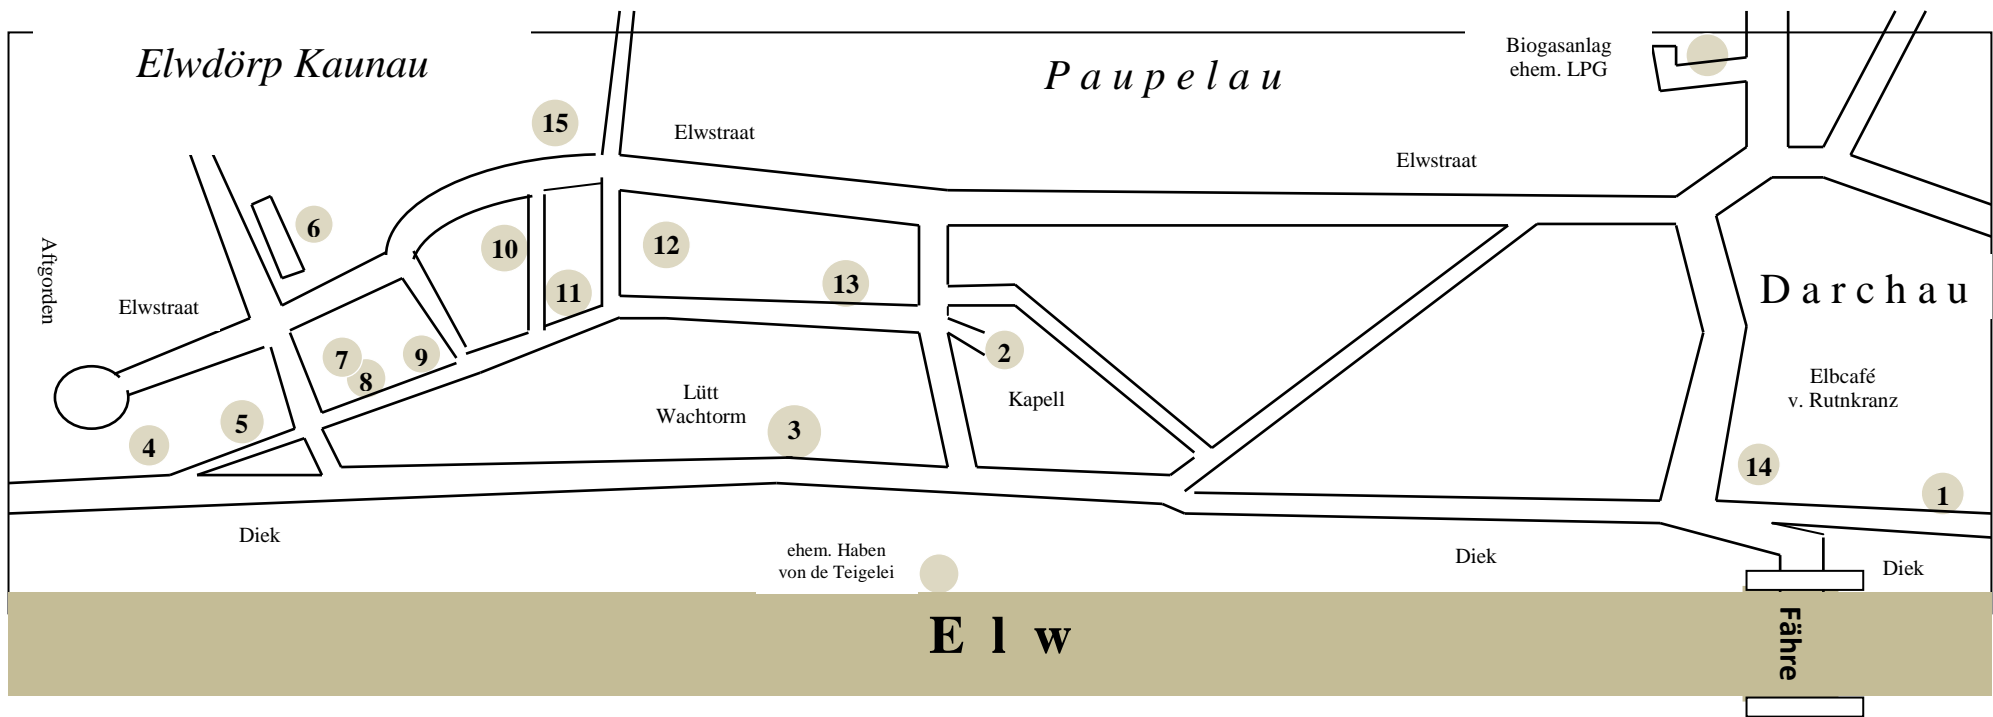 Elwdörp Kaunau
Paupelau
Biogasanlag
ehem. LPG
15
Elwstraat
Elwstraat
6
10
12
11
13
Aftgorden
Elwstraat
Darchau
7
8
9
2
Lütt
Wachtorm
Kapell
Elbcafé
v. Rutnkranz
4
5
3
14
1
Diek
ehem. Haben
von de Teigelei
Diek
Diek
Elw
Fähre